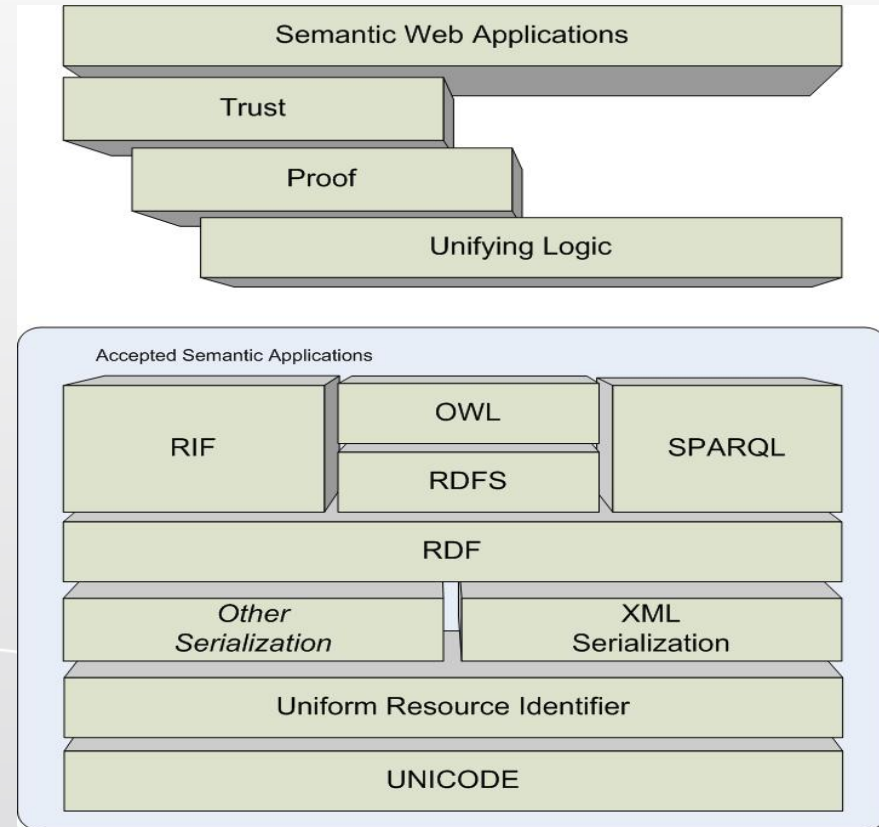 Semantic Web Applications
Trust
Proof
Unifying Logic
Accepted Semantic Applications
RIF
OWL
SPARQL
RDFS
RDF
Other
Serialization
XML
Serialization
Uniform Resource Identifier
UNICODE